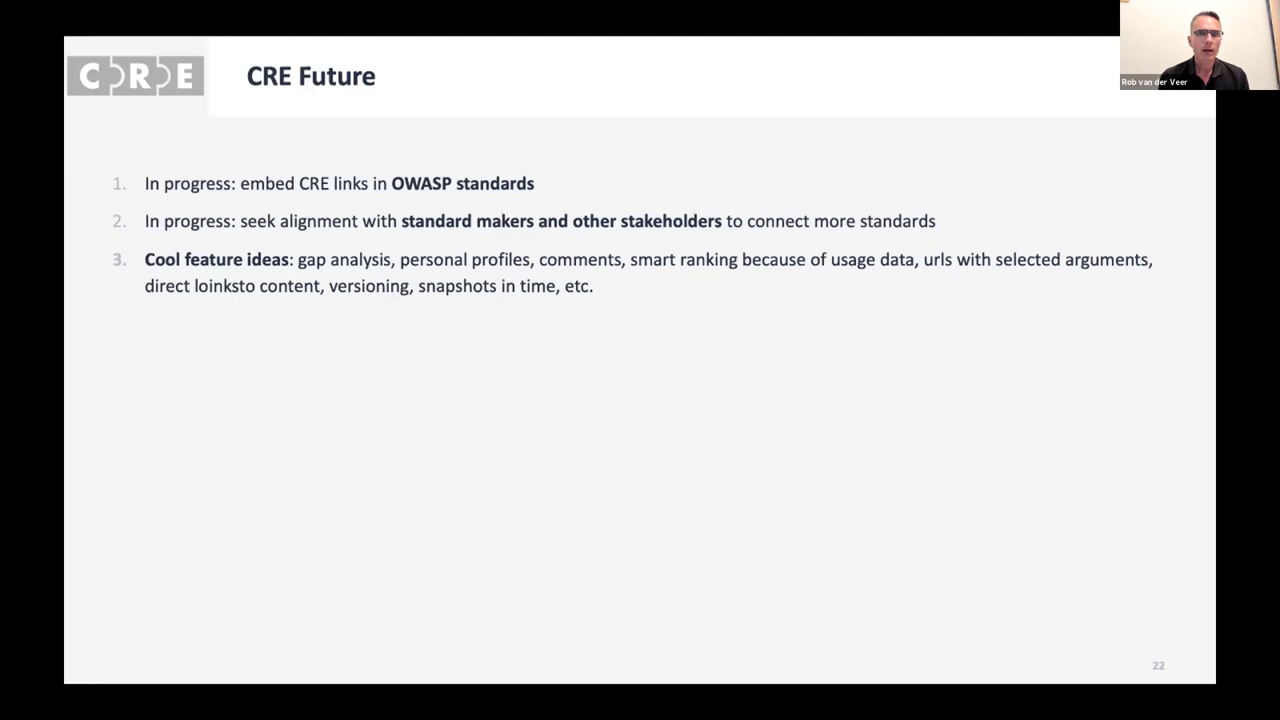 CRE
CRE Future
Rob van der Veer
1. In progress: embed CRE links in OWASP standards
2. In progress: seek alignment with standard makers and other stakeholders to connect more standards
3. Cool feature ideas: gap analysis, personal profiles, comments, smart ranking because of usage data, urls with selected arguments,
direct loinksto content, versioning, snapshots in time, etc.
22